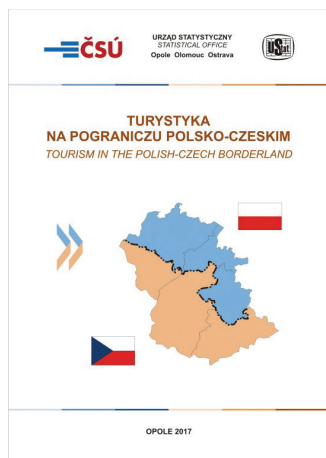 ČSÚ
URZĄD STATYSTYCZNY
STATISTICAL OFFICE
Opole Olomouc Ostrava
USat
TURYSTYKA
NA POGRANICZU POLSKO-CZESKIM
TOURISM IN THE POLISH-CZECH BORDERLAND
OPOLE 2017